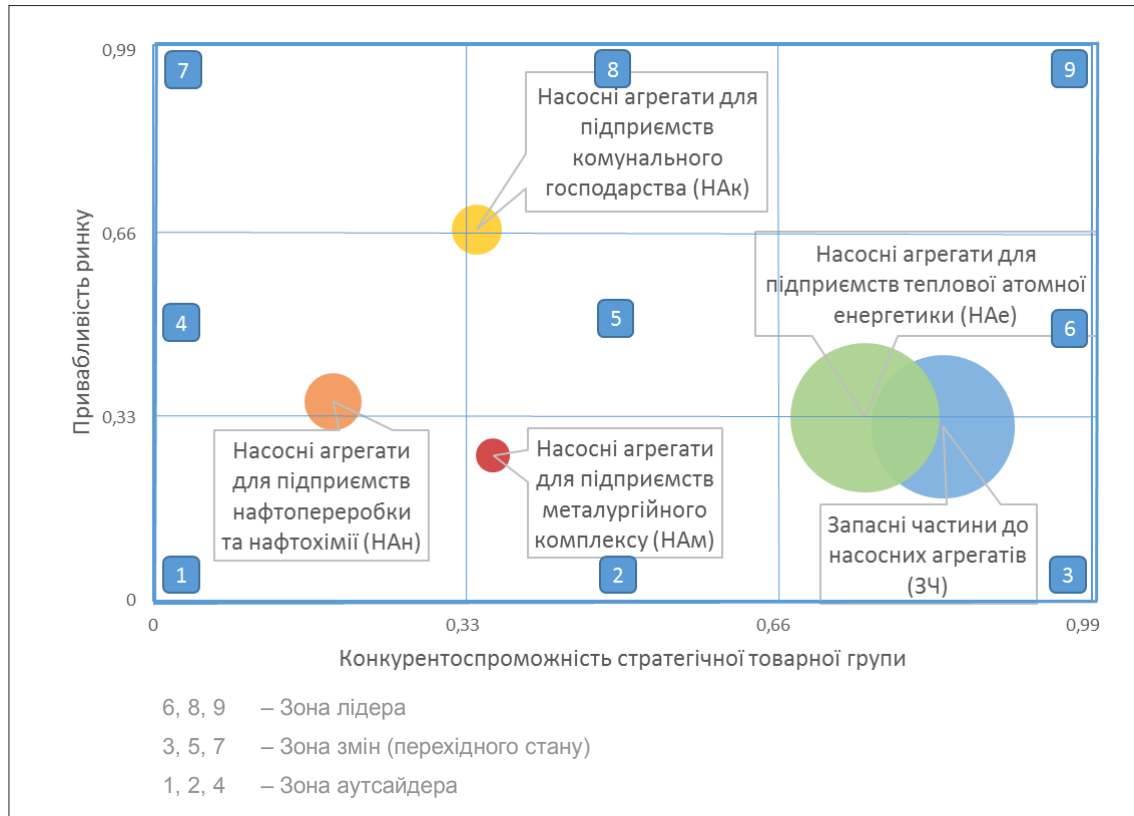 0,99
7
8
9
Насосні агрегати для
підприємств
комунального
господарства (НАк)
0,66
Насосні агрегати для
підприємств теплової атомної
енергетики (НАе)
4
5
6
Привабливість ринку
0,33
Насосні агрегати
для підприємств
нафтопереробки
та нафтохімії (НАн)
Насосні агрегати
для підприємств
металургійного
комплексу (НАм)
Запасні частини до
насосних агрегатів
(ЗЧ)
1
2
3
0
0
0,33
0,66
0,99
Конкурентоспроможність стратегічної товарної групи
6, 8, 9 – Зона лідера
3, 5, 7 – Зона змін (перехідного стану)
1, 2, 4 – Зона аутсайдера